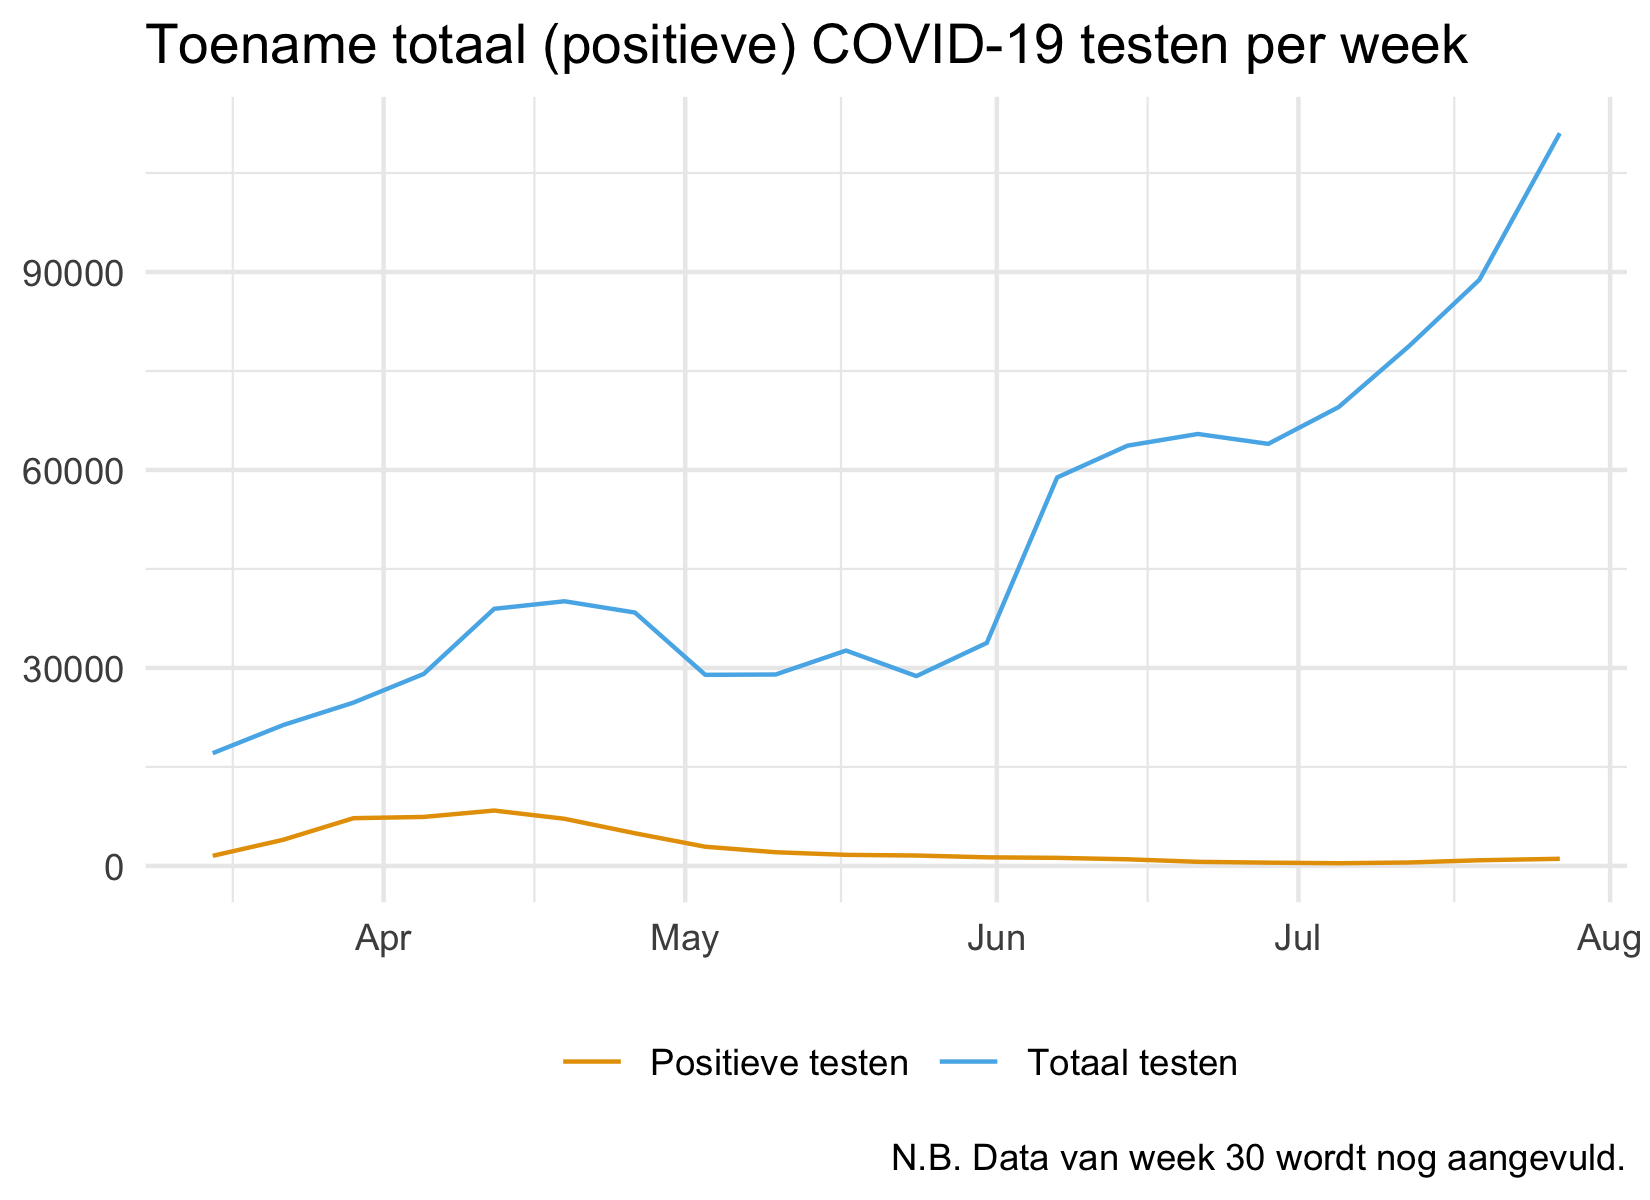 Toename totaal (positieve) COVID-19 testen per week
90000
60000
30000
0
Apr May Jun Jul Aug
Positieve testen Totaal testen
N.B. Data van week 30 wordt nog aangevuld.